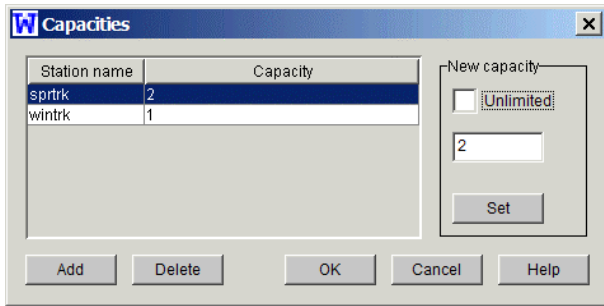 W Capacities
Station name Capacity
sprtrk 2
wintrk 1
New capacity
Unlimited
2
Set
Add Delete OK Cancel Help